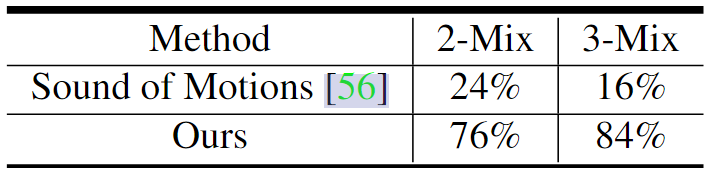 Method 2-Mix 3-Mix
Sound of Motions [56] 24% 16%
Ours 76% 84%